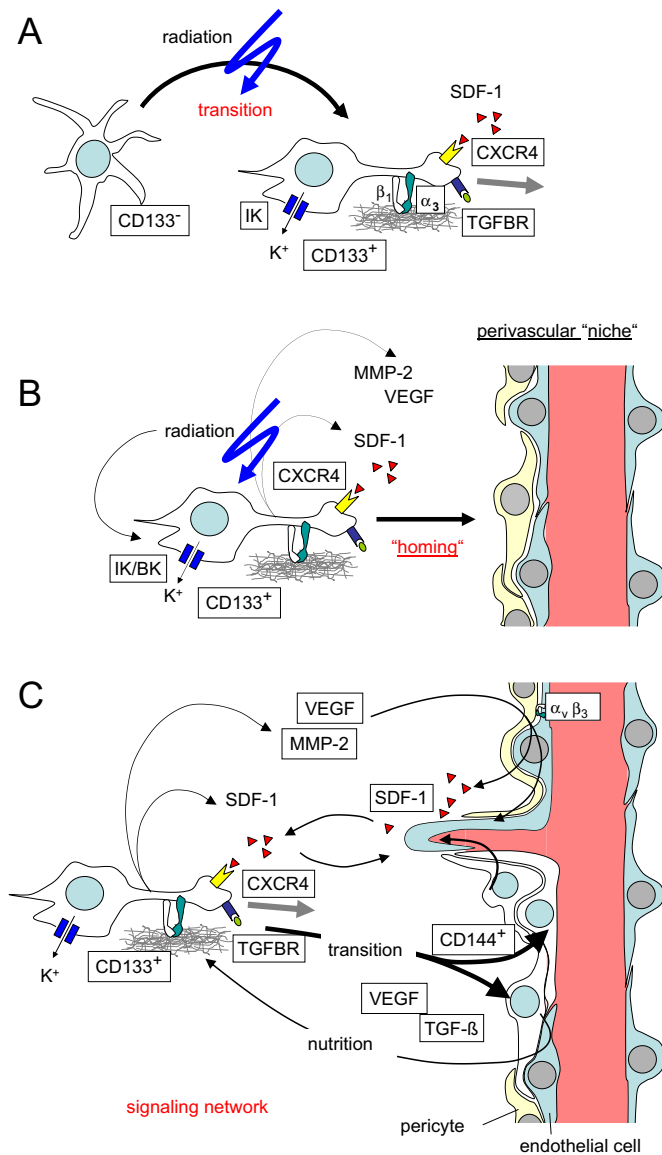 A
radiation
transition
SDF-1
CXCR4
β1
α3
IK
TGFBR
CD133-
K+
CD133+
perivascular "niche"
B
MMP-2
VEGF
radiation
SDF-1
CXCR4
"homing"
IK/BK
K+
CD133+
C
VEGF
αv β3
MMP-2
SDF-1
SDF-1
CXCR4
CD144+
TGFBR
K+
CD133+
transition
VEGF
TGF-ß
nutrition
signaling network
pericyte
endothelial cell